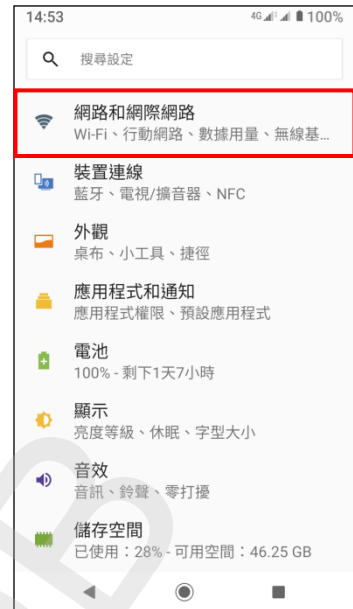 14:53 4G 100%
搜尋設定
網路和網際網路
Wi-Fi、行動網路、數據用量、無線基...
裝置連線
藍牙、電視/擴音器、NFC
外觀
桌布、小工具、捷徑
應用程式和通知
應用程式權限、預設應用程式
電池
100% - 剩下1天7小時
顯示
亮度等級、休眠、字型大小
音效
音訊、鈴聲、零打擾
儲存空間
已使用：28% - 可用空間：46.25 GB